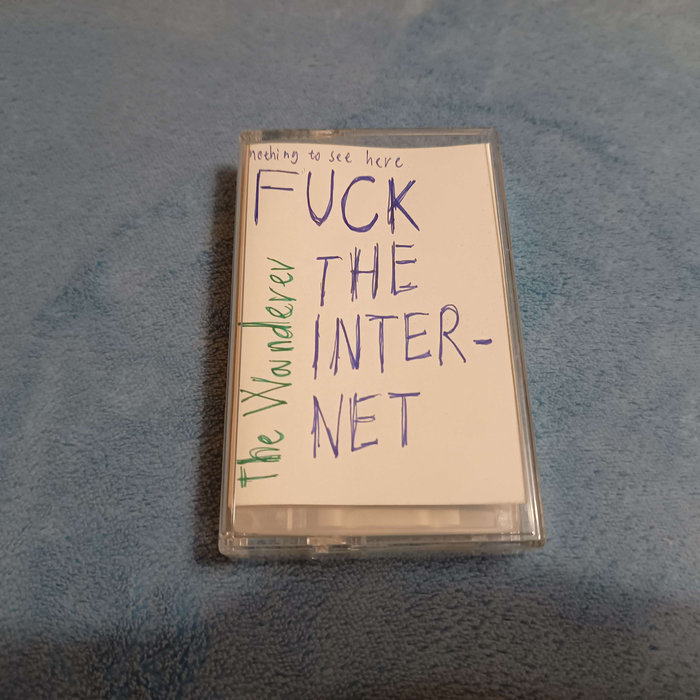 nothing to see here
FUCK
THE
INTER-
NET
The Wanderer